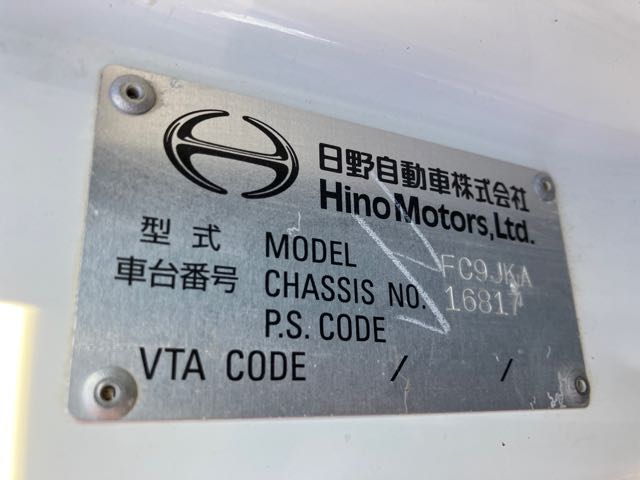 日野自動車株式会社
Hino Motors, Ltd.
型式 MODEL FC9JKA
車台番号 CHASSIS NO. 16817
P.S. CODE
VTA CODE / /